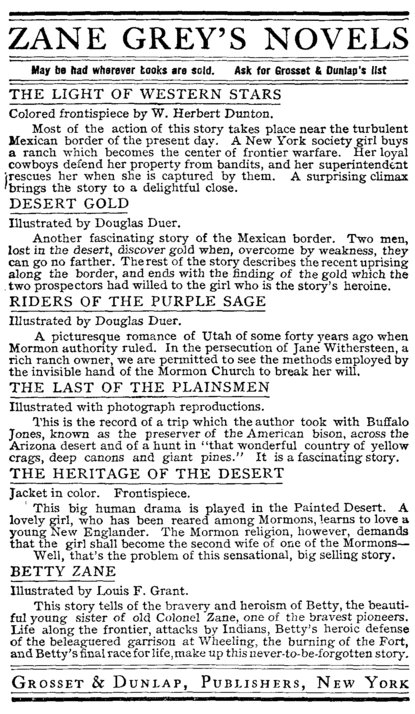 ZANE GREY'S NOVELS
May be had wherever books are sold. Ask for Grosset & Dunlap's list
THE LIGHT OF WESTERN STARS
Colored frontispiece by W. Herbert Dunton.
Most of the action of this story takes place near the turbulent
Mexican border of the present day. A New York society girl buys
a ranch which becomes the center of frontier warfare. Her loyal
cowboys defend her property from bandits, and her superintendent
rescues her when she is captured by them. A surprising climax
brings the story to a delightful close.
DESERT GOLD
Illustrated by Douglas Duer.
Another fascinating story of the Mexican border. Two men,
lost in the desert, discover gold when, overcome by weakness, they
can go no farther. The rest of the story describes the recent uprising
along the border, and ends with the finding of the gold which the
two prospectors had willed to the girl who is the story's heroine.
RIDERS OF THE PURPLE SAGE
Illustrated by Douglas Duer.
A picturesque romance of Utah of some forty years ago when
Mormon authority ruled. In the persecution of Jane Withersteen, a
rich ranch owner, we are permitted to see the methods employed by
the invisible hand of the Mormon Church to break her will.
THE LAST OF THE PLAINSMEN
Illustrated with photograph reproductions.
This is the record of a trip which the author took with Buffalo
Jones, known as the preserver of the American bison, across the
Arizona desert and of a hunt in "that wonderful country of yellow
crags, deep canons and giant pines." It is a fascinating story.
THE HERITAGE OF THE DESERT
Jacket in color. Frontispiece.
This big human drama is played in the Painted Desert. A
lovely girl, who has been reared among Mormons, learns to love a
young New Englander. The Mormon religion, however, demands
that the girl shall become the second wife of one of the Mormons—
Well, that's the problem of this sensational, big selling story.
BETTY ZANE
Illustrated by Louis F. Grant.
This story tells of the bravery and heroism of Betty, the beauti-
ful young sister of old Colonel Zane, one of the bravest pioneers.
Life along the frontier, attacks by Indians, Betty's heroic defense
of the beleaguered garrison at Wheeling, the burning of the Fort,
and Betty's final race for life, make up this never-to-be-forgotten story.
GROSSET & DUNLAP, PUBLISHERS, NEW YORK